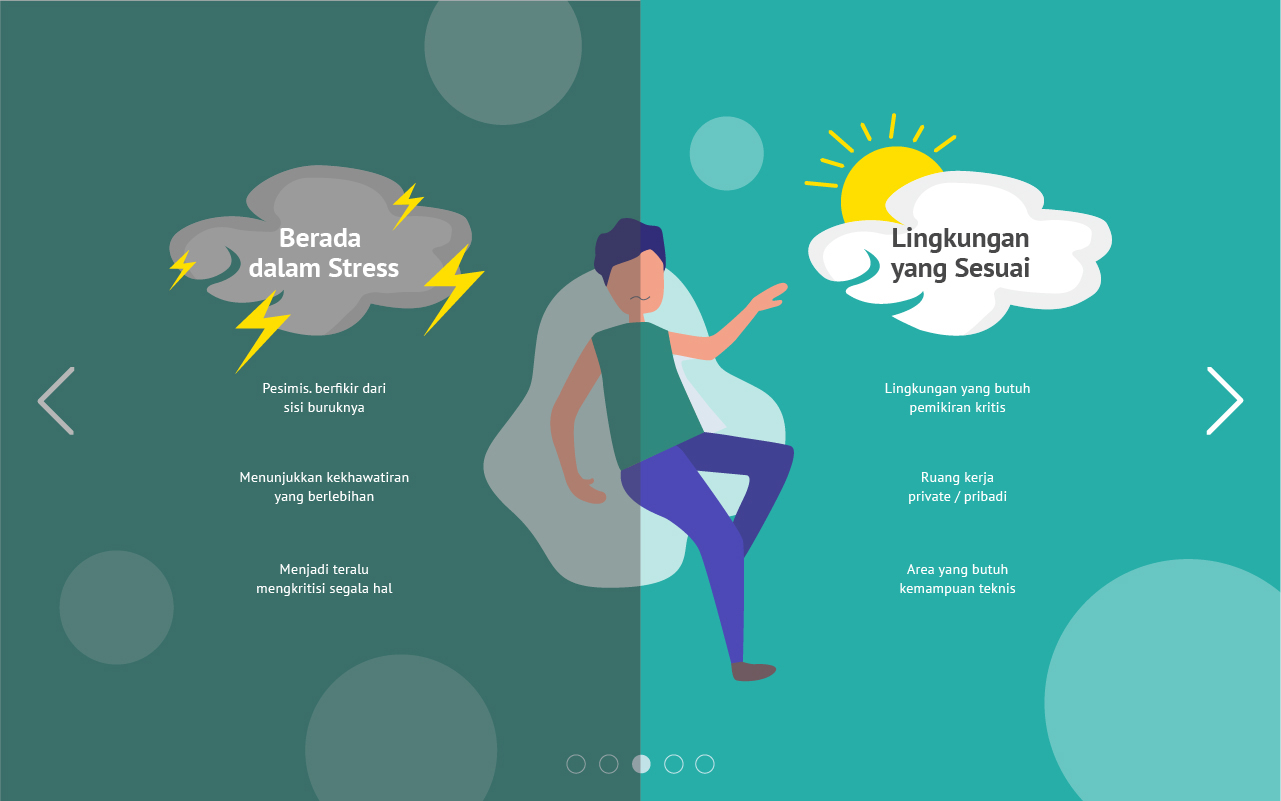 Berada
dalam Stress
Pesimis. berfikir dari
sisi buruknya
Menunjukkan kekhawatiran
yang berlebihan
Menjadi teralu
mengkritisi segala hal
Lingkungan
yang Sesuai
Lingkungan yang butuh
pemikiran kritis
Ruang kerja
private / pribadi
Area yang butuh
kemampuan teknis